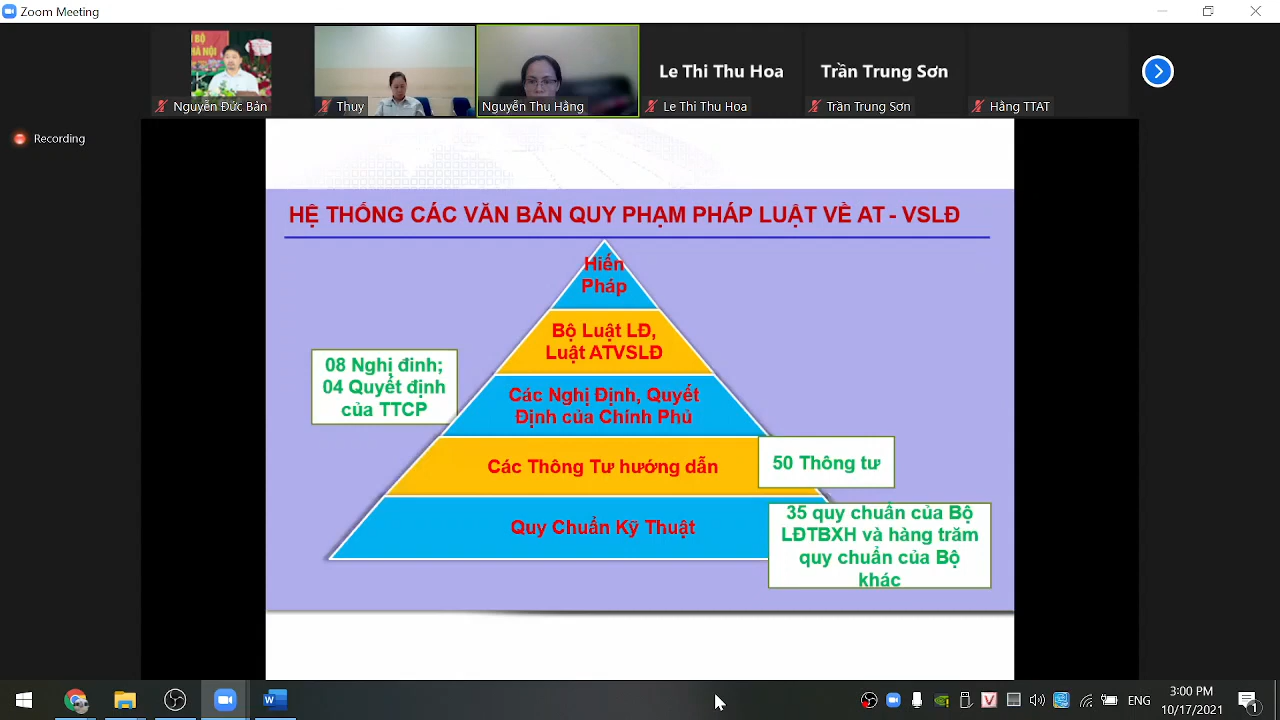 Zoom Meeting
BỘ
HÀ NỘI
Le Thi Thu Hoa
Trần Trung Sơn
Nguyễn Đức Bản
Thuy
Nguyễn Thu Hằng
Le Thi Thu Hoa
Trần Trung Sơn
Hằng TTAT
Recording
HỆ THỐNG CÁC VĂN BẢN QUY PHẠM PHÁP LUẬT VỀ AT - VSLĐ
Hiến
Pháp
Bộ Luật LĐ,
Luật ATVSLĐ
08 Nghị đinh;
04 Quyết định
của TTCP
Các Nghị Định, Quyết
Định của Chính Phủ
Các Thông Tư hướng dẫn
50 Thông tư
Quy Chuẩn Kỹ Thuật
35 quy chuẩn của Bộ
LĐTBXH và hàng trăm
quy chuẩn của Bộ
khác
ENG
3:00 PM
10/17/2021